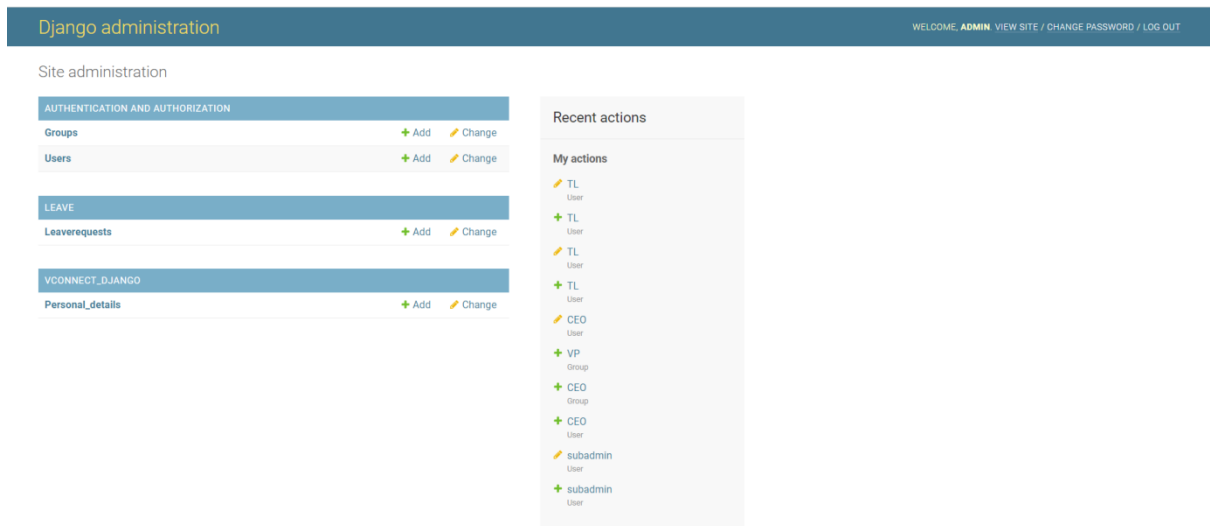 Django administration
WELCOME, ADMIN. VIEW SITE / CHANGE PASSWORD / LOG OUT
Site administration
AUTHENTICATION AND AUTHORIZATION
Groups Add Change
Users Add Change
LEAVE
Leaverequests Add Change
VCONNECT_DJANGO
Personal_details Add Change
Recent actions
My actions
TL
User
TL
User
TL
User
TL
User
CEO
User
VP
Group
CEO
Group
CEO
User
subadmin
User
subadmin
User